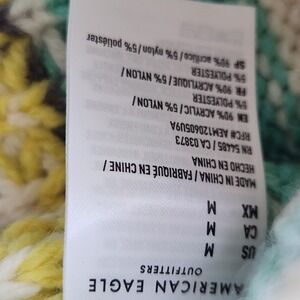 AMERICAN EAGLE
OUTFITTERS
US M
CA M
MX M
MADE IN CHINA / FABRIQUÉ EN CHINE /
HECHO EN CHINA
RN 54485 CA 03873
RFC# AEM120605U9A
EN 90% ACRYLIC / 5% NYLON /
5% POLYESTER
FR 90% ACRYLIQUE / 5% NYLON /
5% POLYESTER
SP 90% acrílico / 5% nylon / 5% poliéster